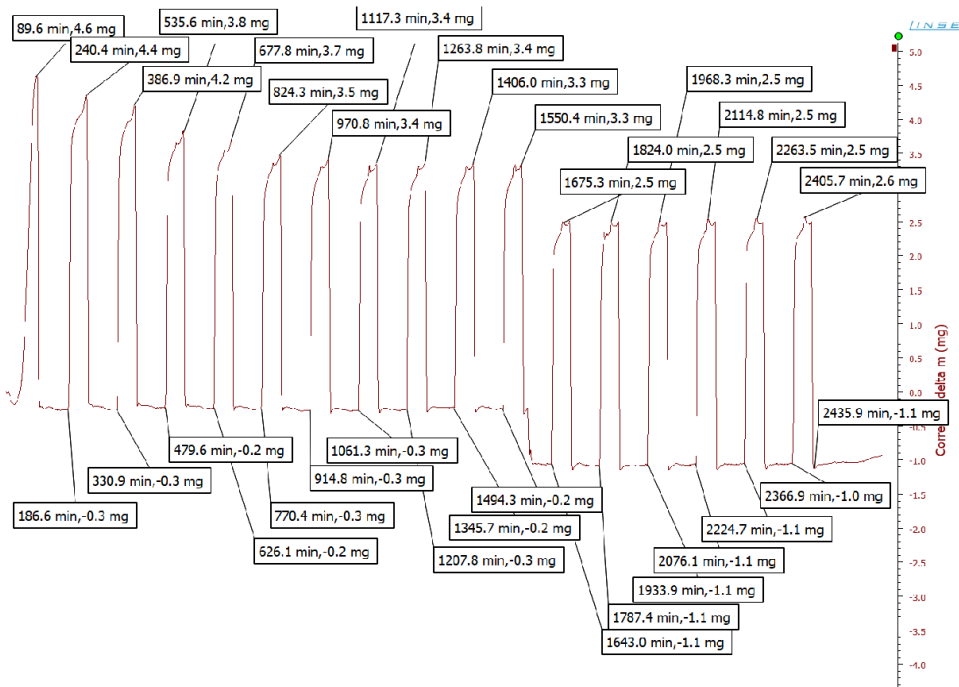 89.6 min,4.6 mg
240.4 min,4.4 mg
386.9 min,4.2 mg
535.6 min,3.8 mg
677.8 min,3.7 mg
824.3 min,3.5 mg
970.8 min,3.4 mg
1117.3 min,3.4 mg
1263.8 min,3.4 mg
1406.0 min,3.3 mg
1550.4 min,3.3 mg
1675.3 min,2.5 mg
1824.0 min,2.5 mg
1968.3 min,2.5 mg
2114.8 min,2.5 mg
2263.5 min,2.5 mg
2405.7 min,2.6 mg
186.6 min,-0.3 mg
330.9 min,-0.3 mg
479.6 min,-0.2 mg
626.1 min,-0.2 mg
770.4 min,-0.3 mg
914.8 min,-0.3 mg
1061.3 min,-0.3 mg
1207.8 min,-0.3 mg
1345.7 min,-0.2 mg
1494.3 min,-0.2 mg
1643.0 min,-1.1 mg
1787.4 min,-1.1 mg
1933.9 min,-1.1 mg
2076.1 min,-1.1 mg
2224.7 min,-1.1 mg
2366.9 min,-1.0 mg
2435.9 min,-1.1 mg
LINSE
5.0
4.5
4.0
3.5
2.5
2.0
1.5
1.0
0.5
0.0
-1.0
-1.5
-2.0
-2.5
-3.0
-3.5
-4.0
delta m (mg)